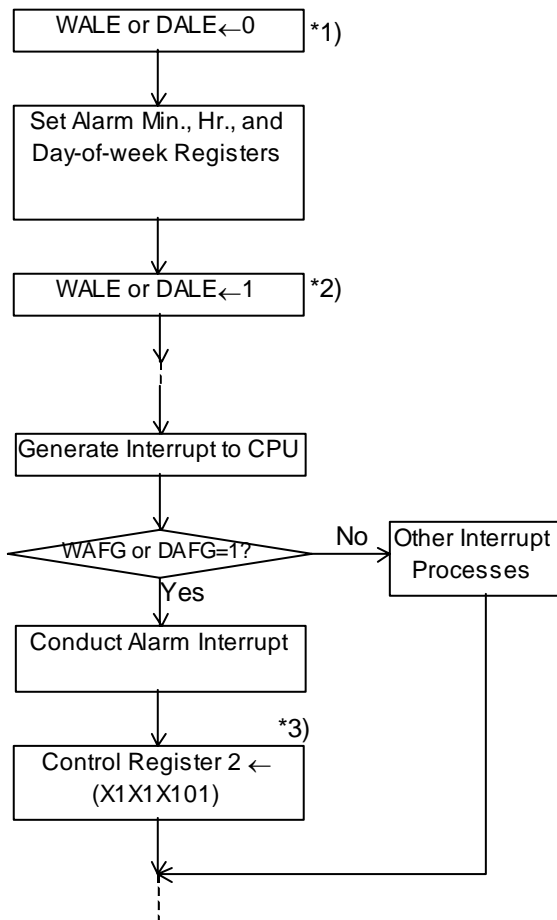 WALE or DALE←0
*1)
Set Alarm Min., Hr., and
Day-of-week Registers
WALE or DALE←1
*2)
Generate Interrupt to CPU
WAFG or DAFG=1?
No
Other Interrupt
Processes
Yes
Conduct Alarm Interrupt
*3)
Control Register 2 ←
(X1X1X101)